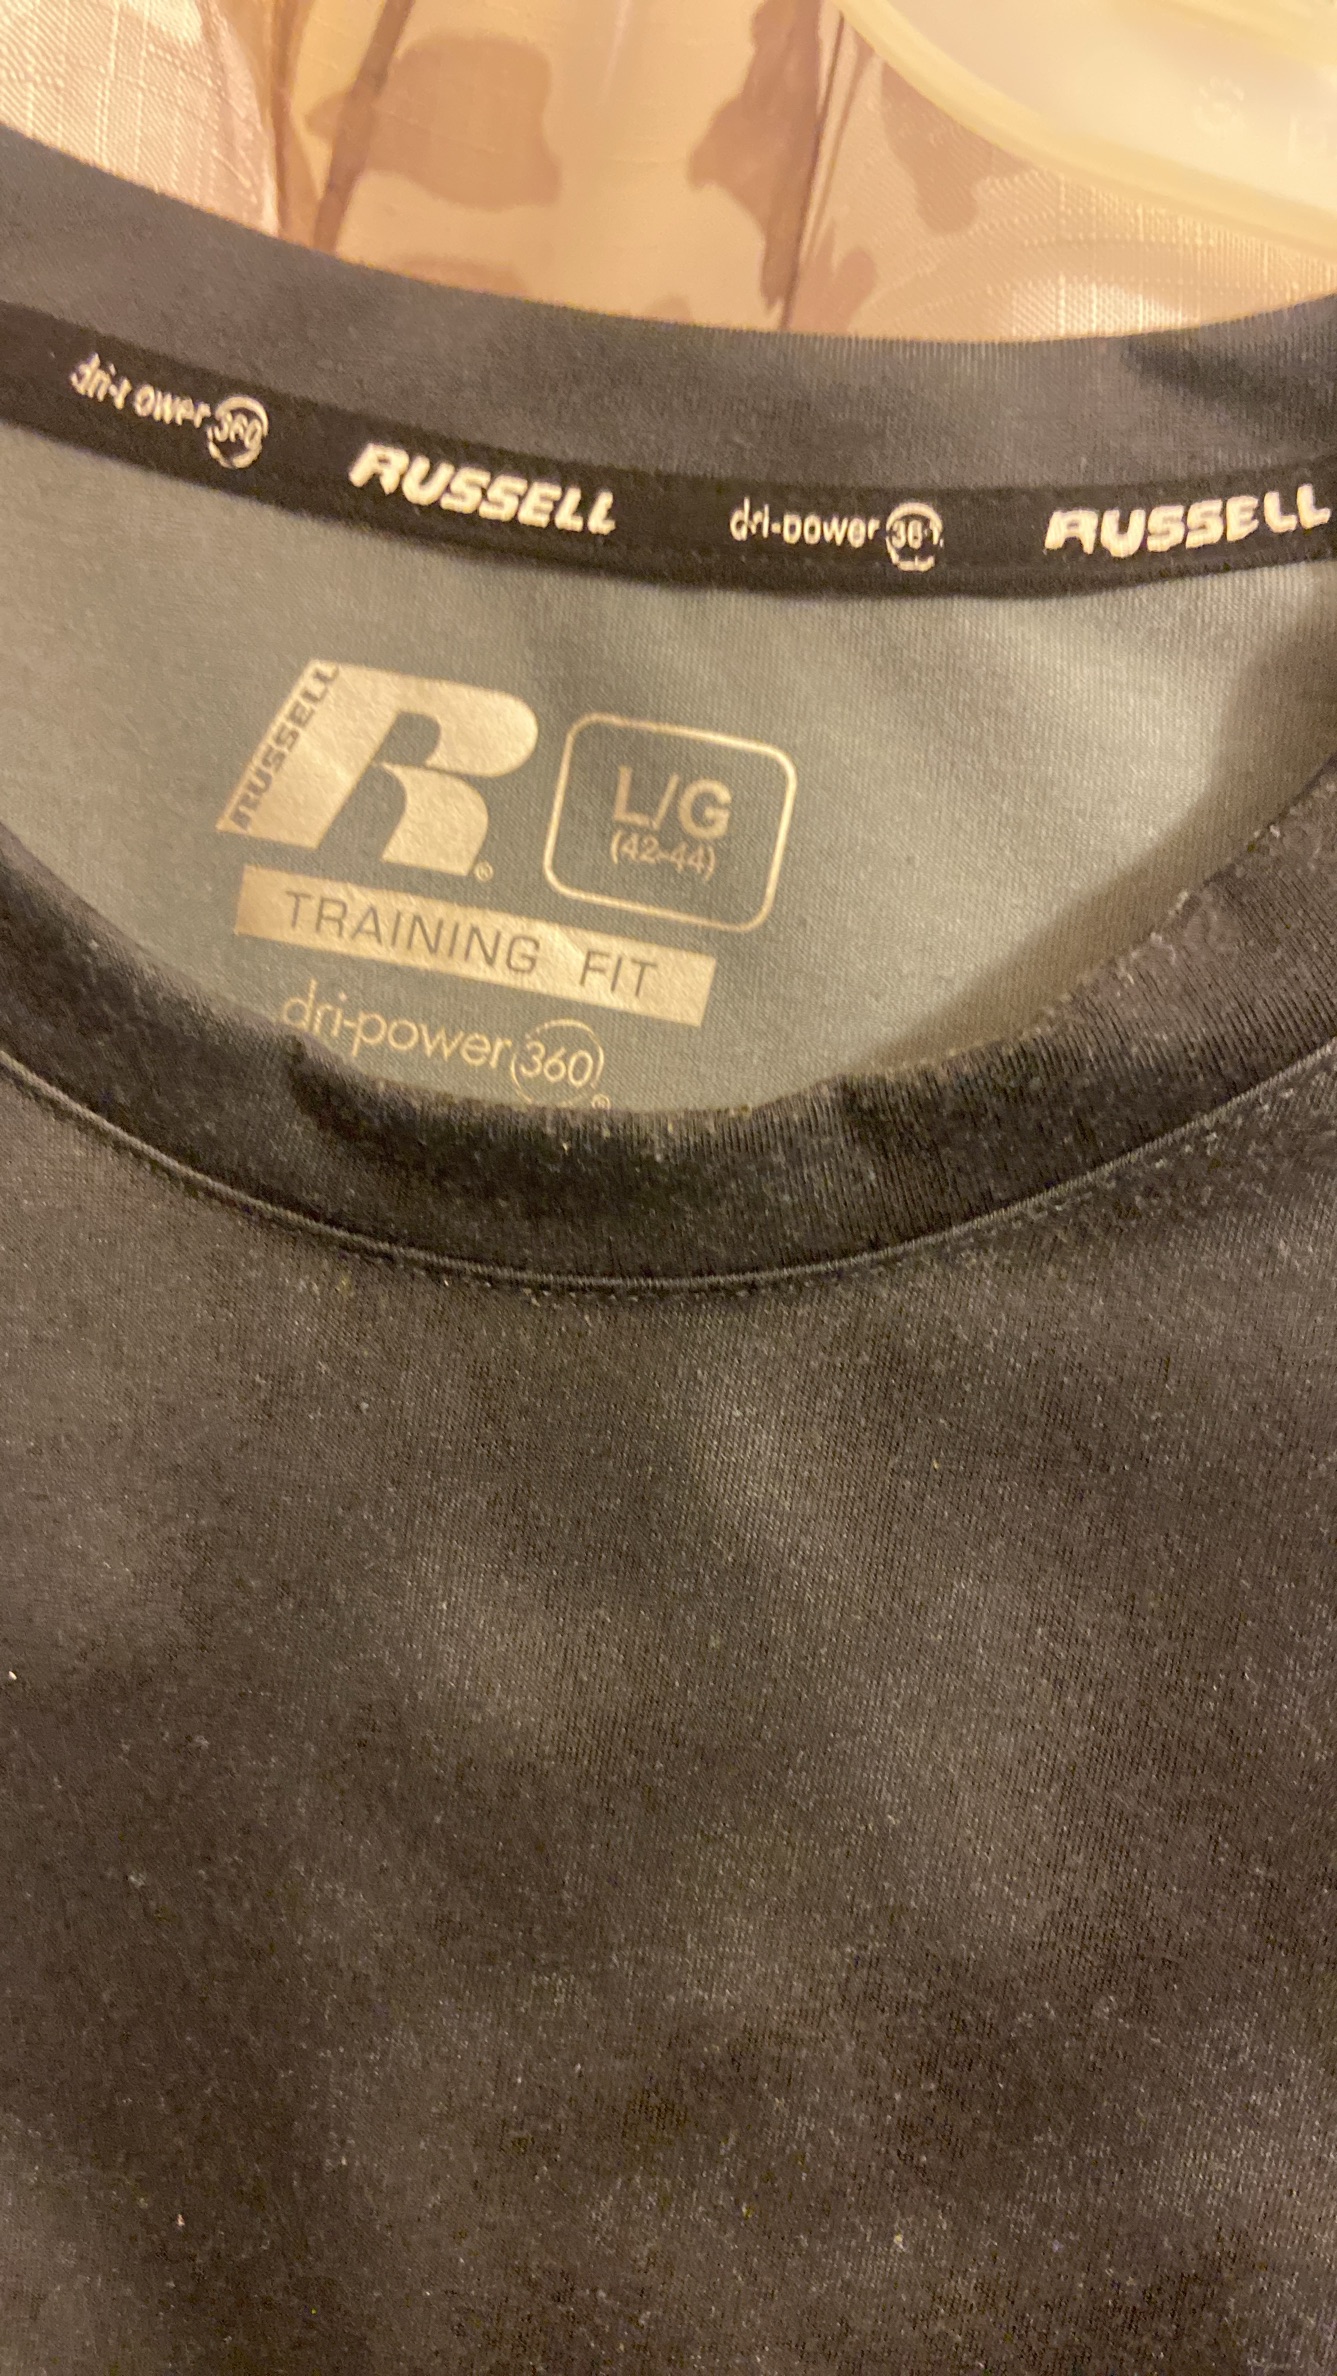 dri-power 360
RUSSELL
dri-power 360
RUSSELL
RUSSELL
R®
L/G
(42-44)
TRAINING FIT
dri-power 360®